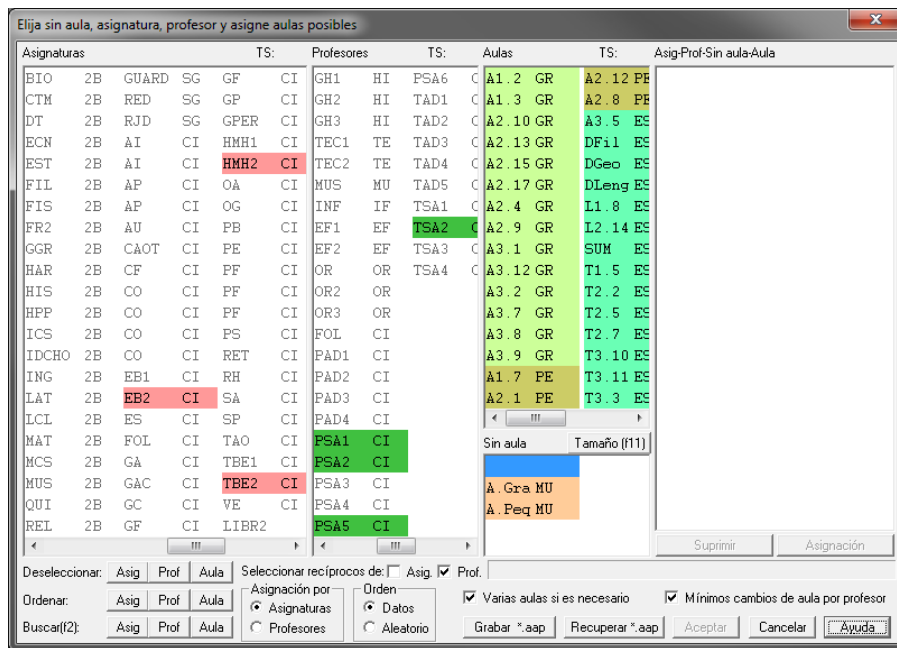 Elija sin aula, asignatura, profesor y asigne aulas posibles
Asignaturas TS: Profesores TS: Aulas TS: Asig-Prof-Sin aula-Aula
BIO 2B GUARD SG GF CI GH1 HI PSA6 A1.2 GR A2.12 PE
CTM 2B RED SG GP CI GH2 HI TAD1 A1.3 GR A2.8 PE
DT 2B RJD SG GPER CI GH3 HI TAD2 A2.10 GR A3.5 ES
ECN 2B AI CI HMH1 CI TEC1 TE TAD3 A2.13 GR DFil ES
EST 2B AI CI HMH2 CI TEC2 TE TAD4 A2.15 GR DGeo ES
FIL 2B AP CI OA CI MUS MU TAD5 A2.17 GR DLeng ES
FIS 2B AP CI OG CI INF IF TSA1 A2.4 GR L1.8 ES
FR2 2B AU CI PB CI EF1 EF TSA2 A2.9 GR L2.14 ES
GGR 2B CAOT CI PE CI EF2 EF TSA3 A3.1 GR SUM ES
HAR 2B CF CI PF CI OR OR TSA4 A3.12 GR T1.5 ES
HIS 2B CO CI PF CI OR2 OR A3.2 GR T2.2 ES
HPP 2B CO CI PF CI OR3 OR A3.7 GR T2.5 ES
ICS 2B CO CI PS CI FOL CI A3.8 GR T2.7 ES
IDCHO 2B CO CI RET CI PAD1 CI A3.9 GR T3.10 ES
ING 2B EB1 CI RH CI PAD2 CI A1.7 PE T3.11 ES
LAT 2B EB2 CI SA CI PAD3 CI A2.1 PE T3.3 ES
LCL 2B ES CI SP CI PAD4 CI
MAT 2B FOL CI TAO CI PSA1 CI Sin aula Tamaño (f11)
MCS 2B GA CI TBE1 CI PSA2 CI
MUS 2B GAC CI TBE2 CI PSA3 CI A.Gra MU
QUI 2B GC CI VE CI PSA4 CI A.Peq MU
REL 2B GF CI LIBR2 PSA5 CI
Suprimir Asignación
Deseleccionar: Asig Prof Aula Seleccionar recíprocos de: Asig. Prof.
Ordenar: Asig Prof Aula Asignación por Asignaturas Orden Datos Varias aulas si es necesario Mínimos cambios de aula por profesor
Buscar(f2): Asig Prof Aula Profesores Aleatorio Grabar *.aap Recuperar *.aap Aceptar Cancelar Ayuda